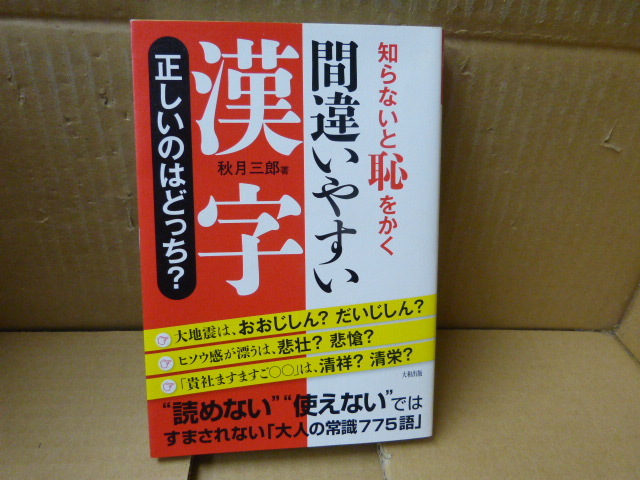 知らないと恥をかく
間違いやすい
漢字
秋月三郎著
正しいのはどっち?
大地震は、おおじしん? だいじしん?
ヒソウ感が漂うは、悲壮? 悲愴?
「貴社ますますご〇〇」は、清祥? 清栄?
大和出版
“読めない”“使えない”では
すまされない「大人の常識775語」